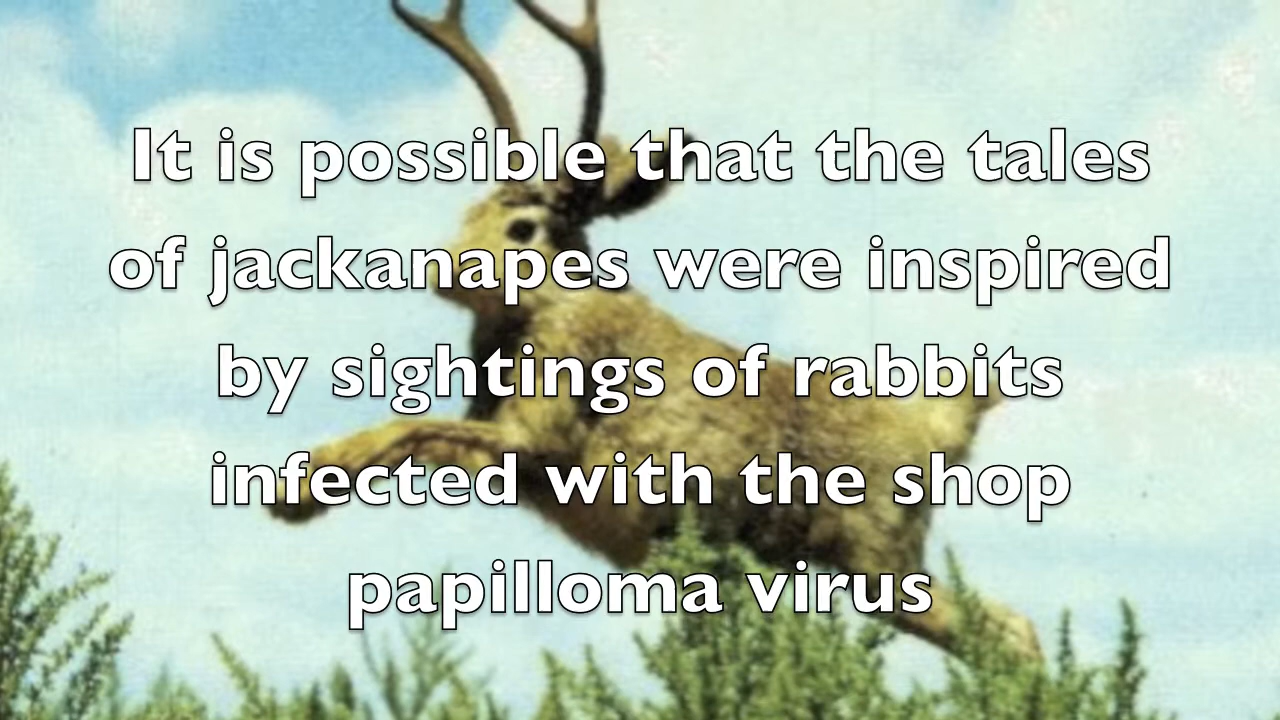 It is possible that the tales
of jackanapes were inspired
by sightings of rabbits
infected with the shop
papilloma virus